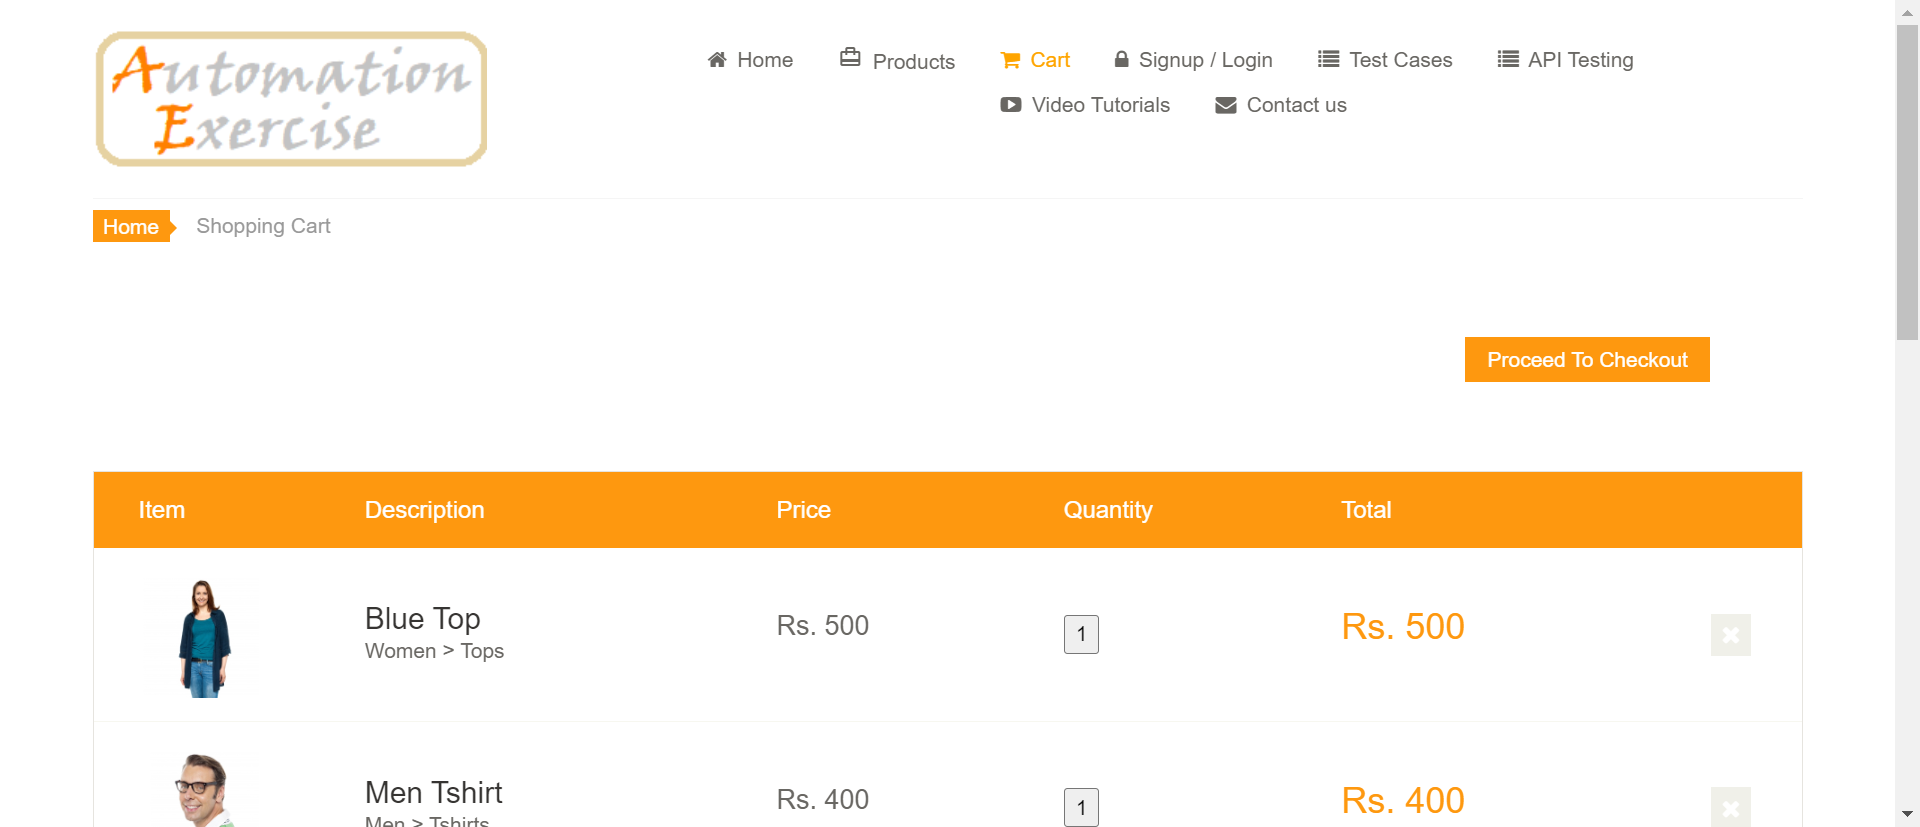 Automation
Exercise
Home
Products
Cart
Signup / Login
Test Cases
API Testing
Video Tutorials
Contact us
Home
Shopping Cart
Proceed To Checkout
Item Description Price Quantity Total
Blue Top
Women > Tops
Rs. 500
1
Rs. 500
Men Tshirt
Men > Tshirts
Rs. 400
1
Rs. 400